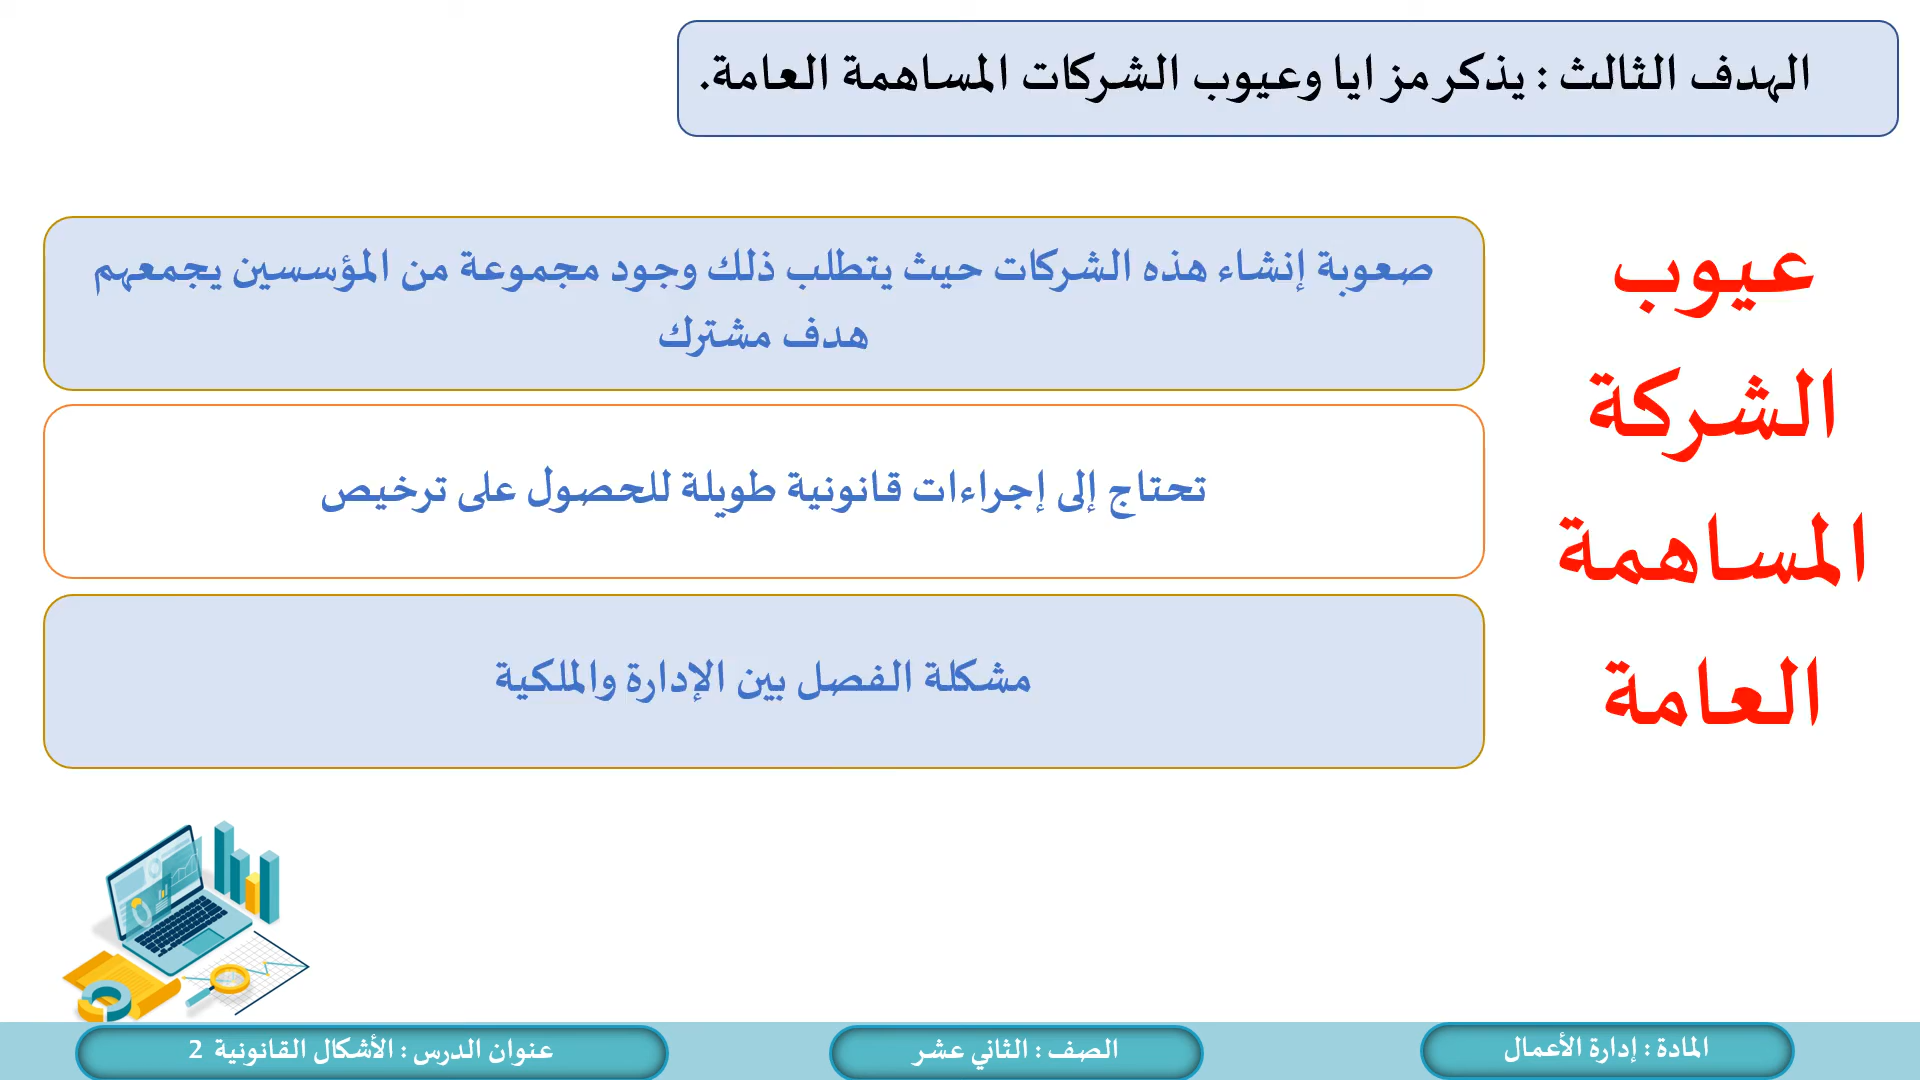 الهدف الثالث : يذكر مزايا وعيوب الشركات المساهمة العامة.
عيوب
الشركة
المساهمة
العامة
صعوبة إنشاء هذه الشركات حيث يتطلب ذلك وجود مجموعة من المؤسسين يجمعهم
هدف مشترك
تحتاج إلى إجراءات قانونية طويلة للحصول على ترخيص
مشكلة الفصل بين الإدارة والملكية
المادة : إدارة الأعمال
الصف : الثاني عشر
عنوان الدرس : الأشكال القانونية 2